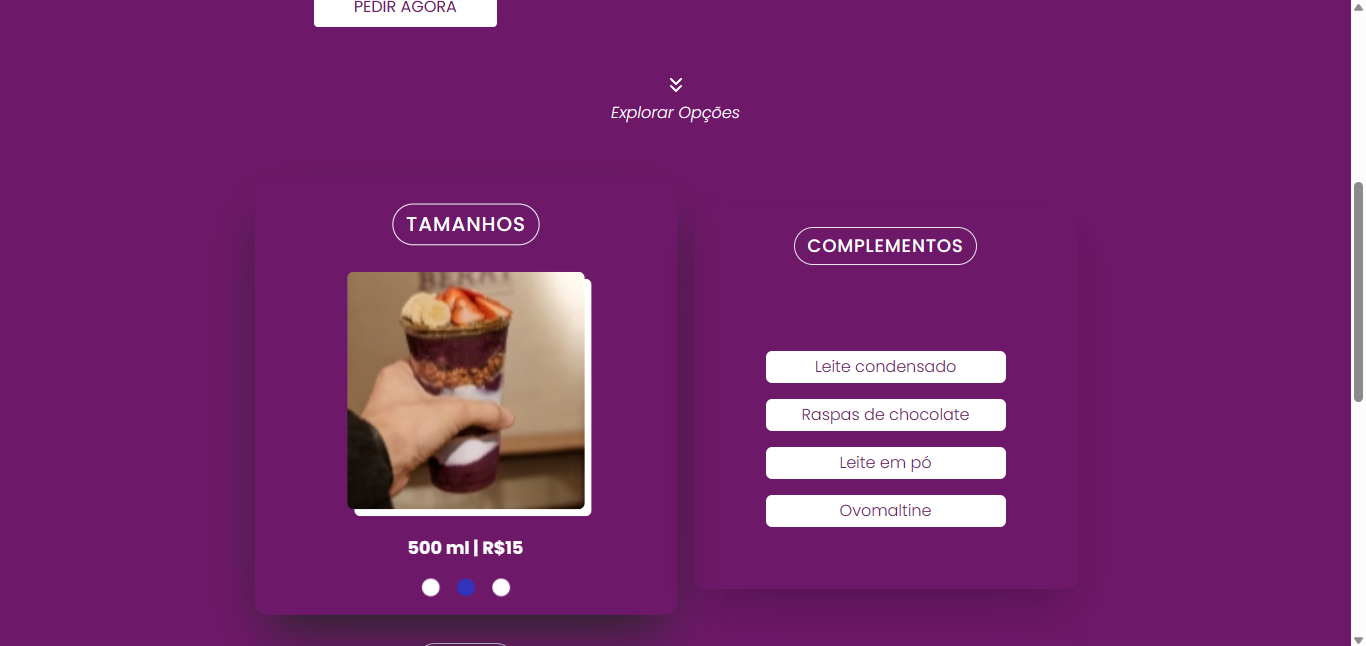 PEDIR AGORA
Explorar Opções
TAMANHOS
500 ml | R$15
COMPLEMENTOS
Leite condensado
Raspas de chocolate
Leite em pó
Ovomaltine